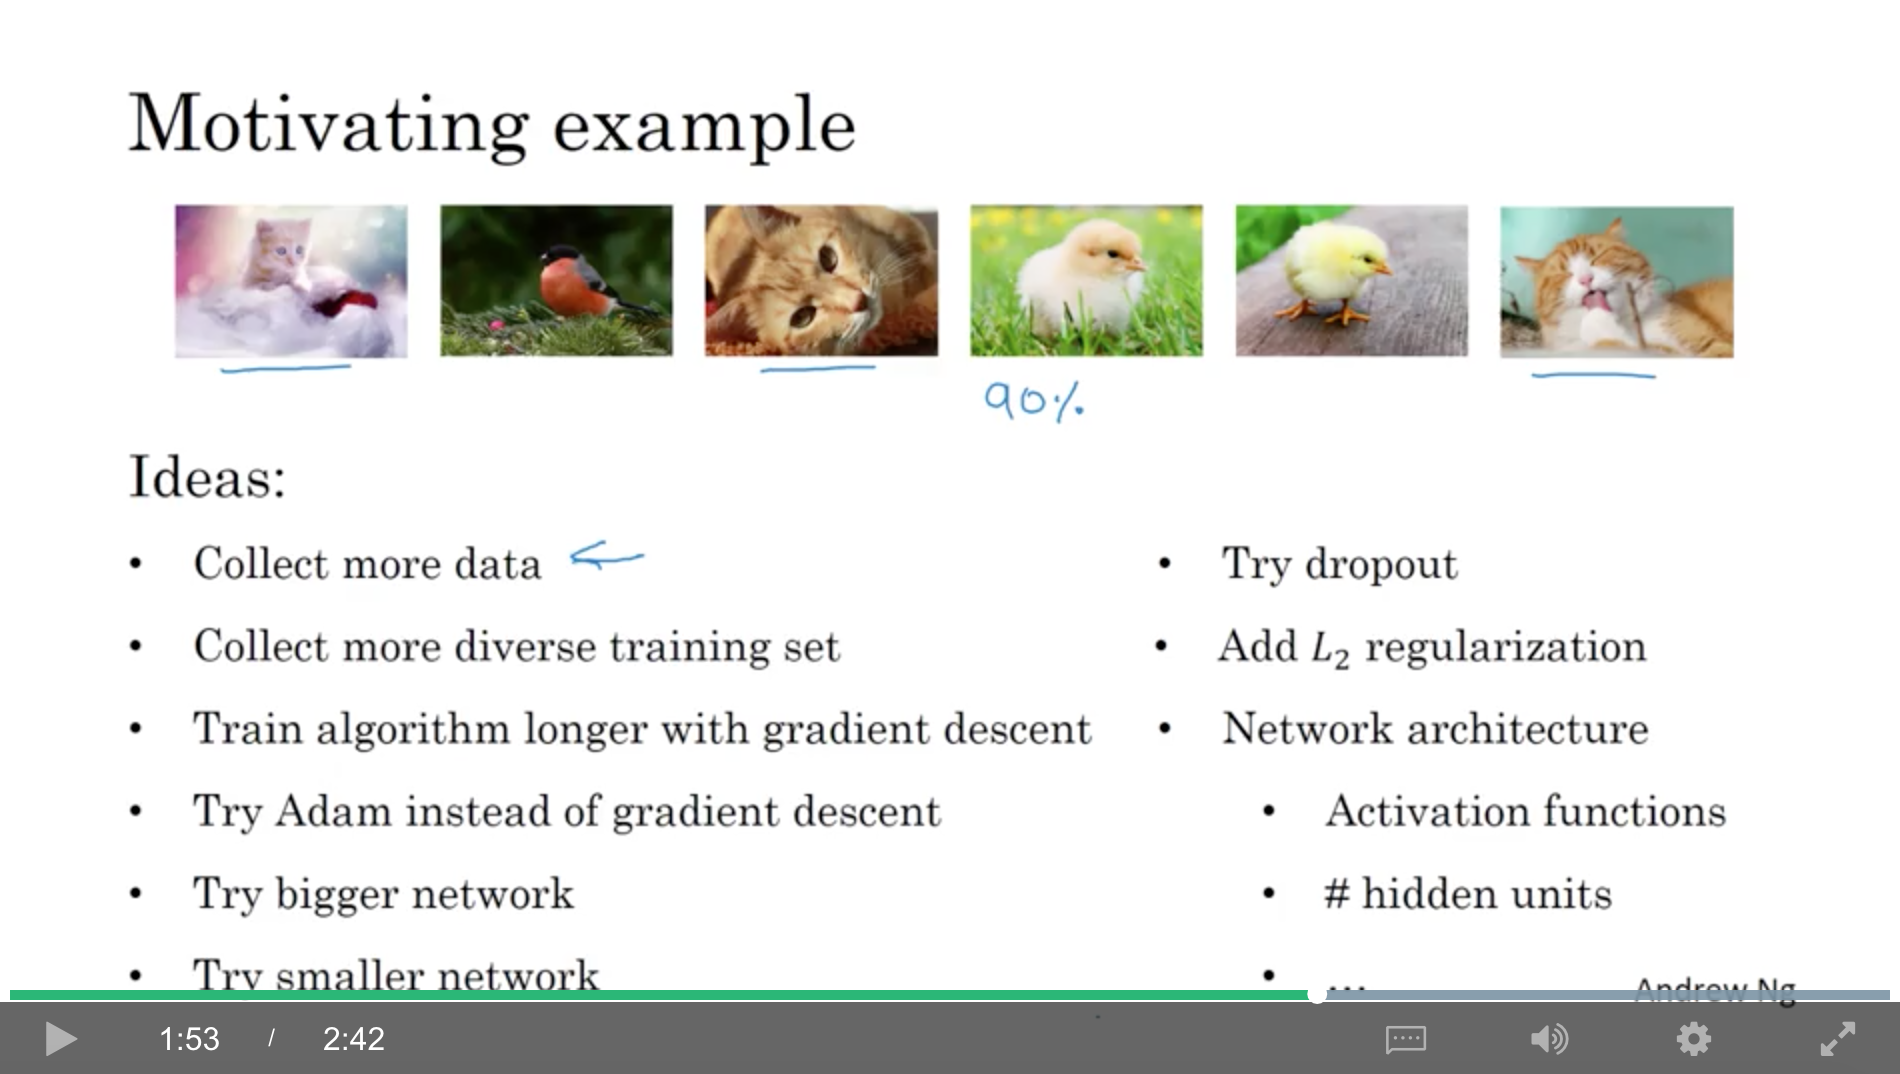 Motivating example
90%
Ideas:
• Collect more data
• Collect more diverse training set
• Train algorithm longer with gradient descent
• Try Adam instead of gradient descent
• Try bigger network
• Try smaller network
• Try dropout
• Add L₂ regularization
• Network architecture
• Activation functions
• # hidden units
• ...
Andrew Ng
1:53 / 2:42